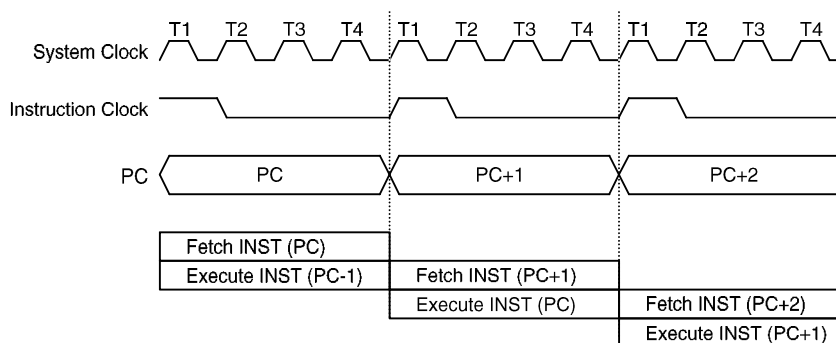 T1 T2 T3 T4 T1 T2 T3 T4 T1 T2 T3 T4
System Clock
Instruction Clock
PC PC PC+1 PC+2
Fetch INST (PC)
Execute INST (PC-1) Fetch INST (PC+1)
Execute INST (PC) Fetch INST (PC+2)
Execute INST (PC+1)